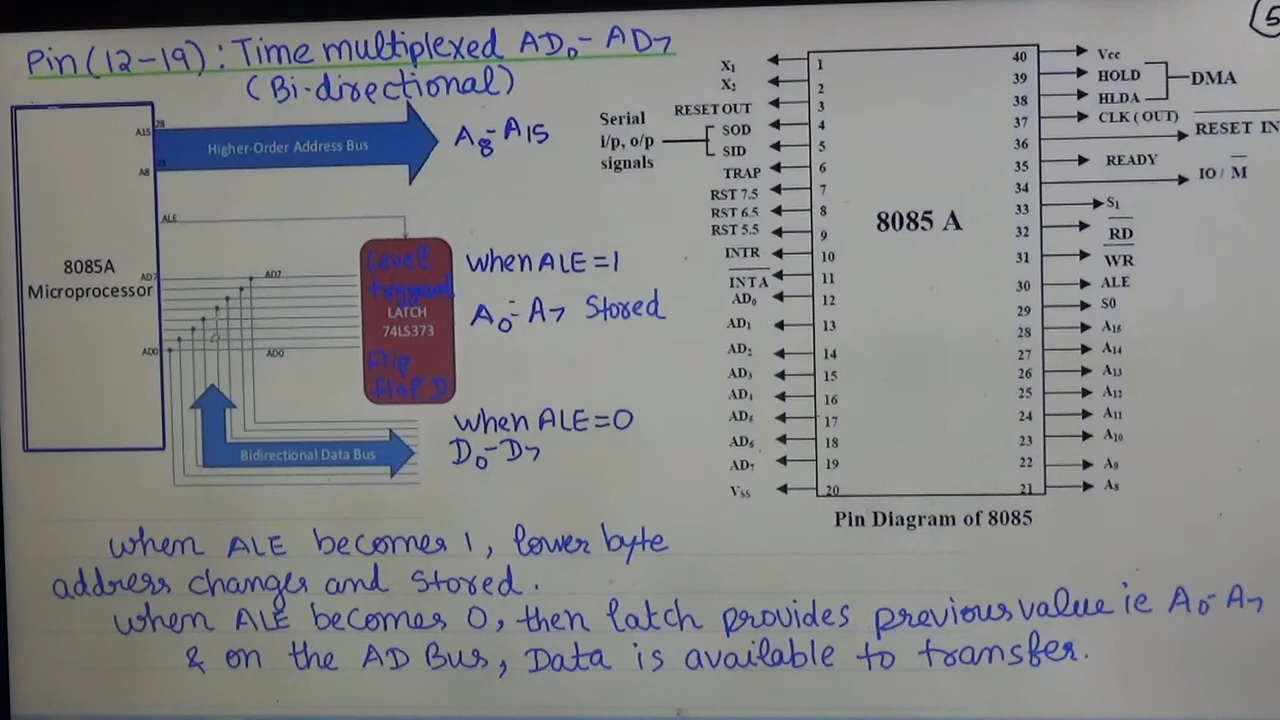 5
Pin (12-19) : Time multiplexed AD0 - AD7
(Bi-directional)
A15
28
Higher-Order Address Bus
A8 - A15
A8
ALE
8085A
Microprocessor
AD7
AD7
AD0
AD0
Level
triggered
LATCH
74LS373
Flip
flop D
when ALE = 1
A0 - A7 Stored
when ALE = 0
D0 - D7
Bidirectional Data Bus
when ALE becomes 1, lower byte
address changes and stored.
when ALE becomes 0, then latch provides previous value ie A0 - A7
& on the AD Bus, Data is available to transfer.
Serial
i/p, o/p
signals
X1
X2
RESET OUT
SOD
SID
TRAP
RST 7.5
RST 6.5
RST 5.5
INTR
INTA
AD0
AD1
AD2
AD3
AD4
AD5
AD6
AD7
Vss
1
2
3
4
5
6
7
8
9
10
11
12
13
14
15
16
17
18
19
20
8085 A
40
39
38
37
36
35
34
33
32
31
30
29
28
27
26
25
24
23
22
21
Vcc
HOLD
HLDA
DMA
CLK ( OUT)
RESET IN
READY
IO / M
S1
RD
WR
ALE
S0
A15
A14
A13
A12
A11
A10
A9
A8
Pin Diagram of 8085